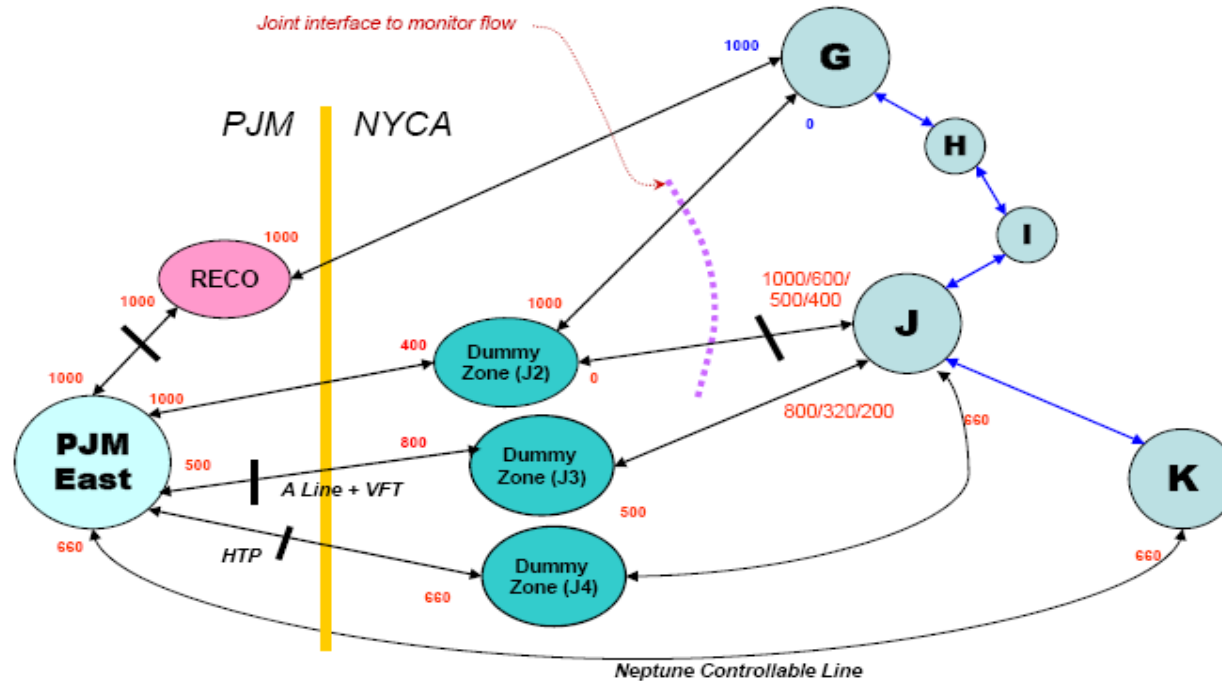 Joint interface to monitor flow
1000
G
PJM
NYCA
0
H
I
1000
RECO
1000
1000/600/
500/400
1000
J
400
Dummy
Zone (J2)
0
1000
1000
800/320/200
660
PJM
East
500
800
Dummy
Zone (J3)
A Line + VFT
500
K
660
HTP
660
Dummy
Zone (J4)
660
Neptune Controllable Line